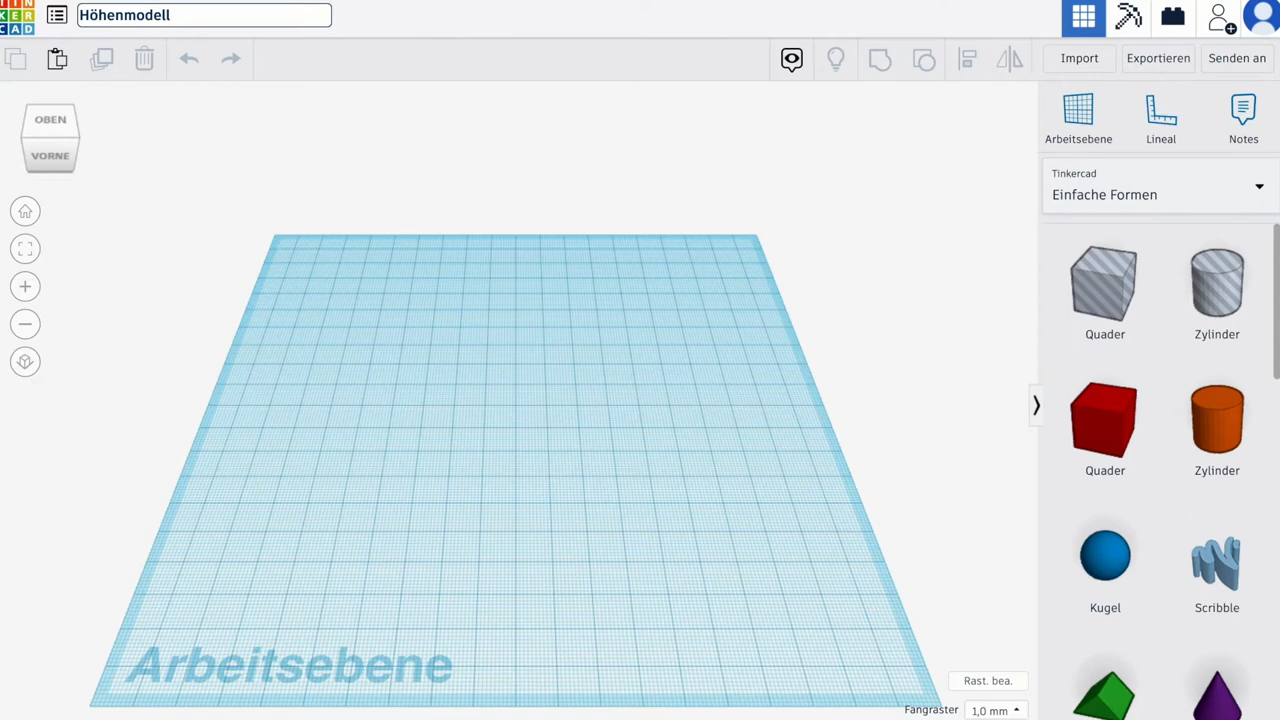 TIN
KER
CAD
Höhenmodell
Import
Exportieren
Senden an
OBEN
VORNE
Arbeitsebene
Lineal
Notes
Tinkercad
Einfache Formen
Quader
Zylinder
Quader
Zylinder
Kugel
Scribble
Arbeitsebene
Rast. bea.
Fangraster
1,0 mm